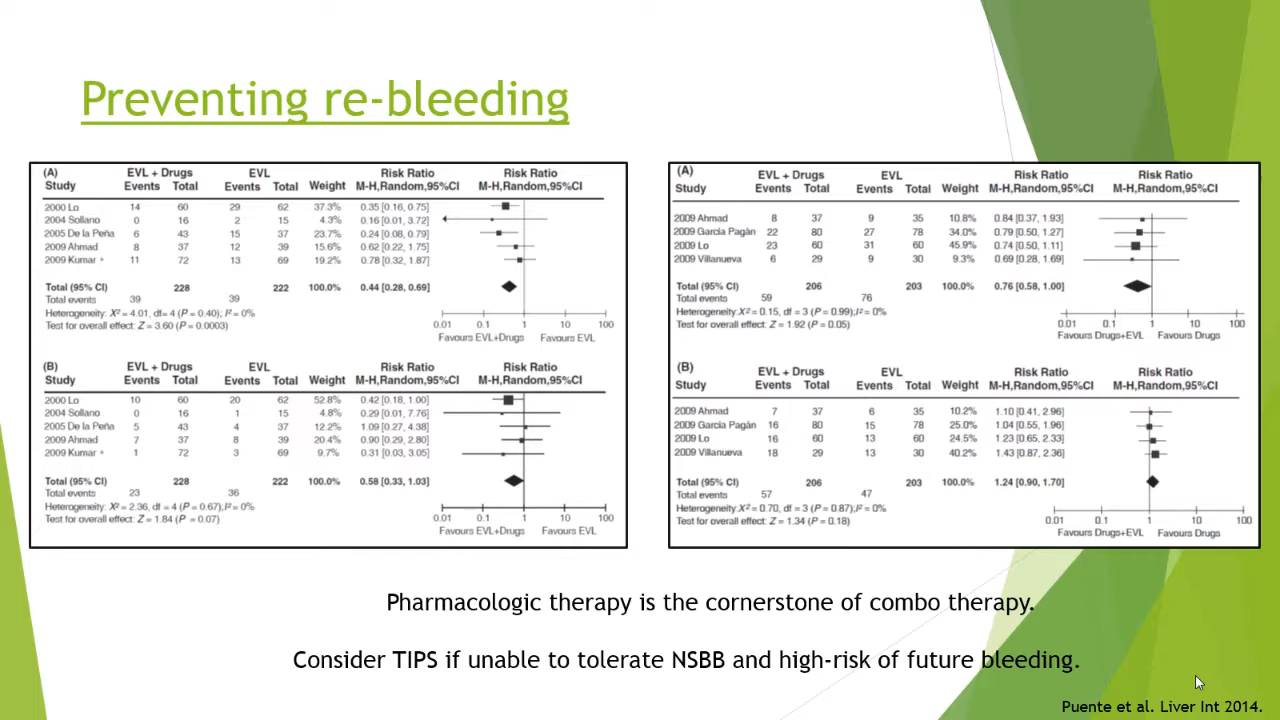 Preventing re-bleeding
(A) EVL + Drugs EVL Risk Ratio Risk Ratio
Study Events Total Events Total Weight M-H,Random,95%CI M-H,Random,95%CI
2000 Lo 14 60 29 62 37.3% 0.35 [0.16, 0.75]
2004 Sollano 0 16 2 15 4.3% 0.16 [0.01, 3.72]
2005 De la Peña 6 43 15 37 23.7% 0.24 [0.08, 0.79]
2009 Ahmad 8 37 12 39 15.6% 0.62 [0.22, 1.75]
2009 Kumar * 11 72 13 69 19.2% 0.78 [0.32, 1.87]
Total (95% CI) 228 222 100.0% 0.44 [0.28, 0.69]
Total events 39 39
Heterogeneity: X² = 4.01, df= 4 (P = 0.40); I² = 0%
Test for overall effect: Z = 3.60 (P = 0.0003)
0.01 0.1 1 10 100
Favours EVL+Drugs Favours EVL
(B) EVL + Drugs EVL Risk Ratio Risk Ratio
Study Events Total Events Total Weight M-H,Random,95%CI M-H,Random,95%CI
2000 Lo 10 60 20 62 52.8% 0.42 [0.18, 1.00]
2004 Sollano 0 16 1 15 4.8% 0.29 [0.01, 7.76]
2005 De la Peña 5 43 4 37 12.2% 1.09 [0.27, 4.38]
2009 Ahmad 7 37 8 39 20.4% 0.90 [0.29, 2.80]
2009 Kumar * 1 72 3 69 9.7% 0.31 [0.03, 3.05]
Total (95% CI) 228 222 100.0% 0.58 [0.33, 1.03]
Total events 23 36
Heterogeneity: X² = 2.36, df = 4 (P = 0.67); I² = 0%
Test for overall effect: Z = 1.84 (P = 0.07)
0.01 0.1 1 10 100
Favours EVL+Drugs Favours EVL
(A) EVL + Drugs EVL Risk Ratio Risk Ratio
Study Events Total Events Total Weight M-H,Random,95%CI M-H,Random,95%CI
2009 Ahmad 8 37 9 35 10.8% 0.84 [0.37, 1.93]
2009 García Pagán 22 80 27 78 34.0% 0.79 [0.50, 1.27]
2009 Lo 23 60 31 60 45.9% 0.74 [0.50, 1.11]
2009 Villanueva 6 29 9 30 9.3% 0.69 [0.28, 1.69]
Total (95% CI) 206 203 100.0% 0.76 [0.58, 1.00]
Total events 59 76
Heterogeneity: X² = 0.15, df = 3 (P = 0.99); I² = 0%
Test for overall effect: Z = 1.92 (P = 0.05)
0.01 0.1 1 10 100
Favours Drugs+EVL Favours Drugs
(B) EVL + Drugs EVL Risk Ratio Risk Ratio
Study Events Total Events Total Weight M-H,Random,95%CI M-H,Random,95%CI
2009 Ahmad 7 37 6 35 10.2% 1.10 [0.41, 2.96]
2009 García Pagán 16 80 15 78 25.0% 1.04 [0.55, 1.96]
2009 Lo 16 60 13 60 24.5% 1.23 [0.65, 2.33]
2009 Villanueva 18 29 13 30 40.2% 1.43 [0.87, 2.36]
Total (95% CI) 206 203 100.0% 1.24 [0.90, 1.70]
Total events 57 47
Heterogeneity: X² = 0.70, df = 3 (P = 0.87); I² = 0%
Test for overall effect: Z = 1.34 (P = 0.18)
0.01 0.1 1 10 100
Favours Drugs+EVL Favours Drugs
Pharmacologic therapy is the cornerstone of combo therapy.
Consider TIPS if unable to tolerate NSBB and high-risk of future bleeding.
Puente et al. Liver Int 2014.